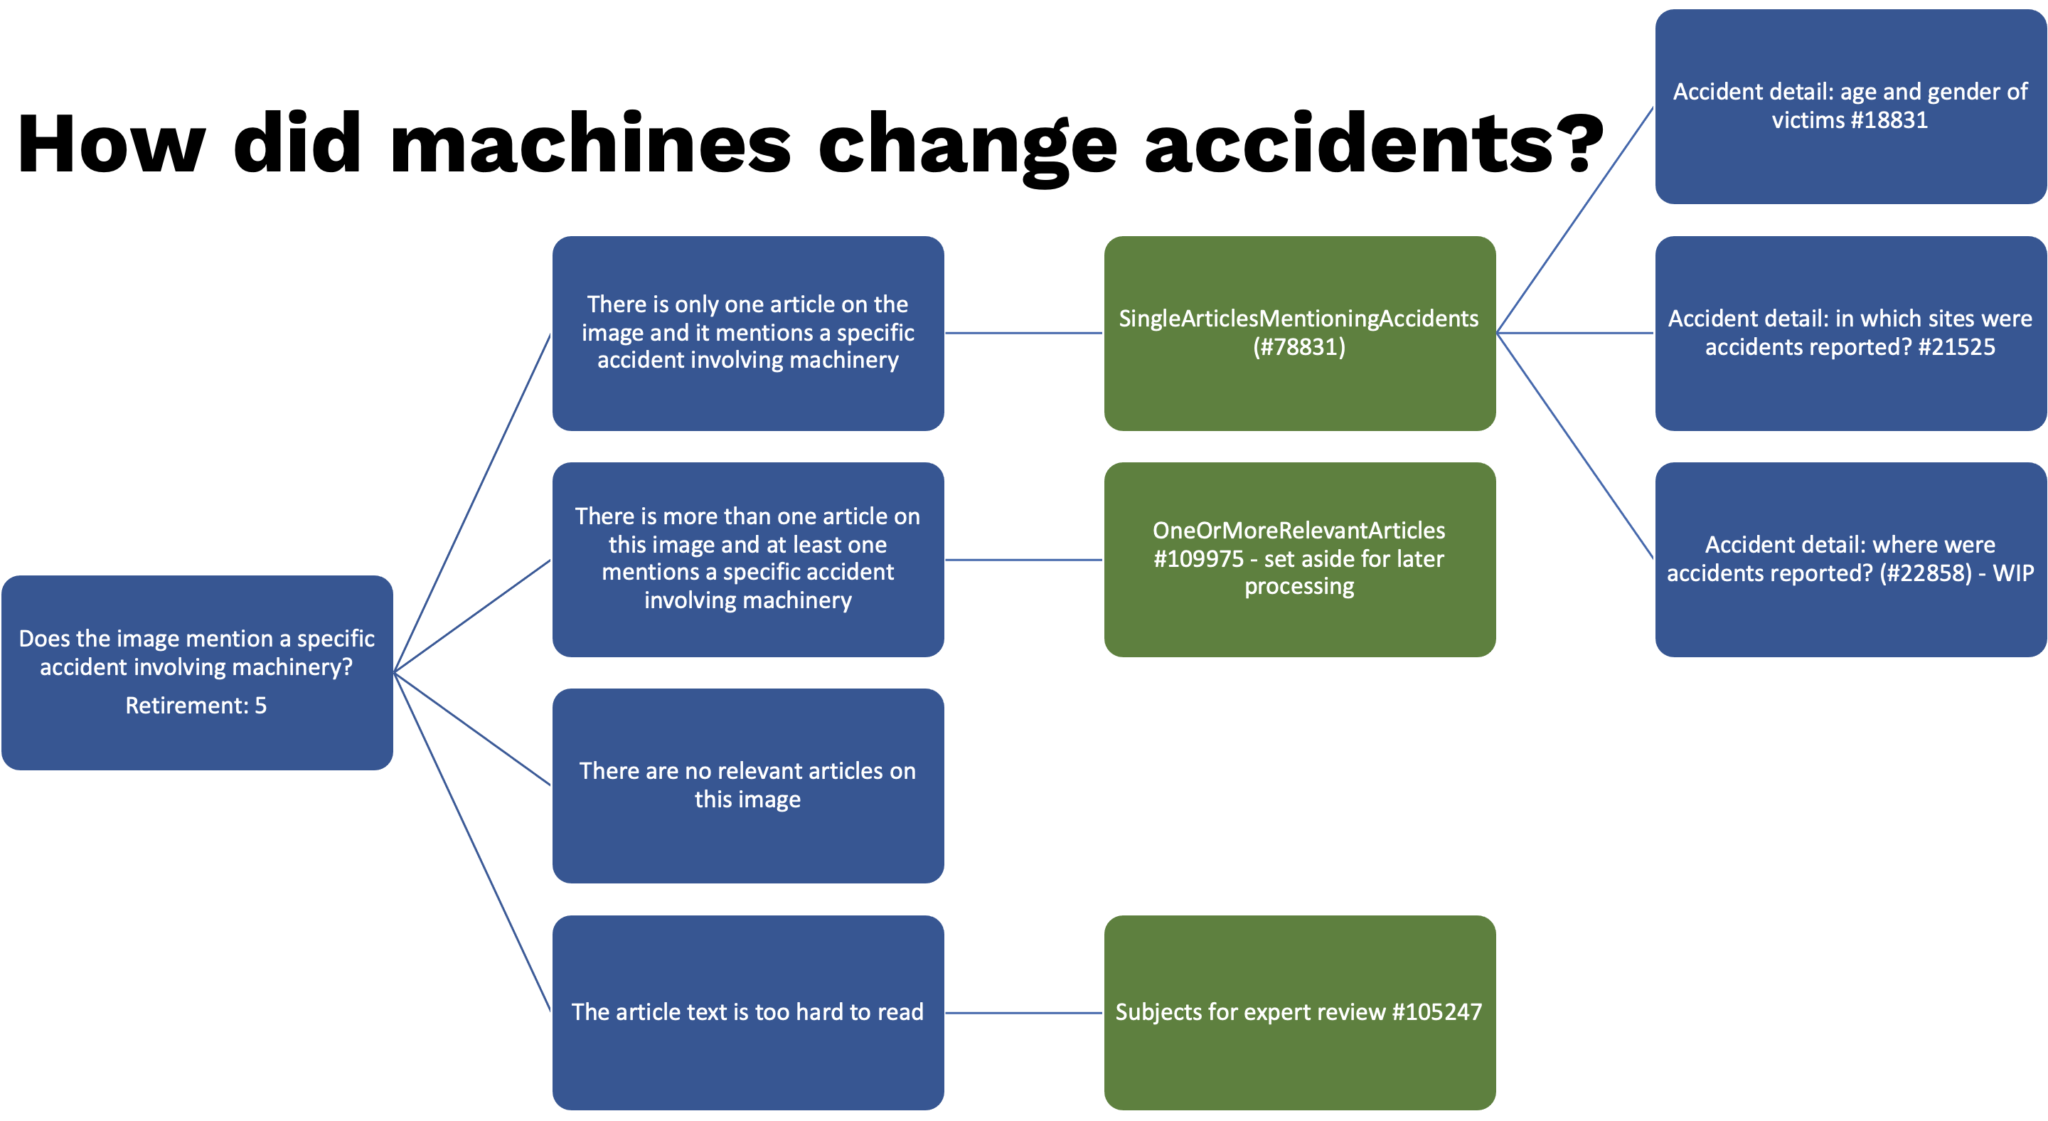 How did machines change accidents?
Does the image mention a specific
accident involving machinery?
Retirement: 5
There is only one article on the
image and it mentions a specific
accident involving machinery
There is more than one article on
this image and at least one
mentions a specific accident
involving machinery
There are no relevant articles on
this image
The article text is too hard to read
SingleArticlesMentioningAccidents
(#78831)
OneOrMoreRelevantArticles
#109975 - set aside for later
processing
Subjects for expert review #105247
Accident detail: age and gender of
victims #18831
Accident detail: in which sites were
accidents reported? #21525
Accident detail: where were
accidents reported? (#22858) - WIP